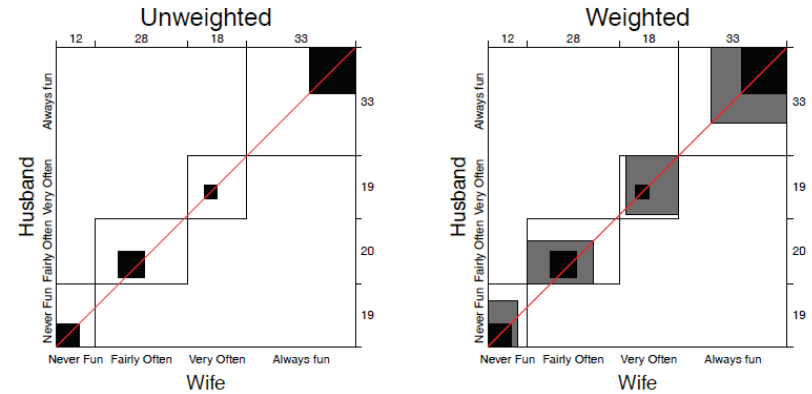 Unweighted
12 28 18 33
Always fun
Very Often
Fairly Often
Never Fun
Husband
33
19
20
19
Never Fun Fairly Often Very Often Always fun
Wife
Weighted
12 28 18 33
Always fun
Very Often
Fairly Often
Never Fun
Husband
33
19
20
19
Never Fun Fairly Often Very Often Always fun
Wife